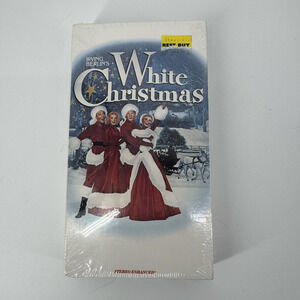 BEST BUY
IRVING
BERLIN'S
White
Christmas
STEREO ENHANCED